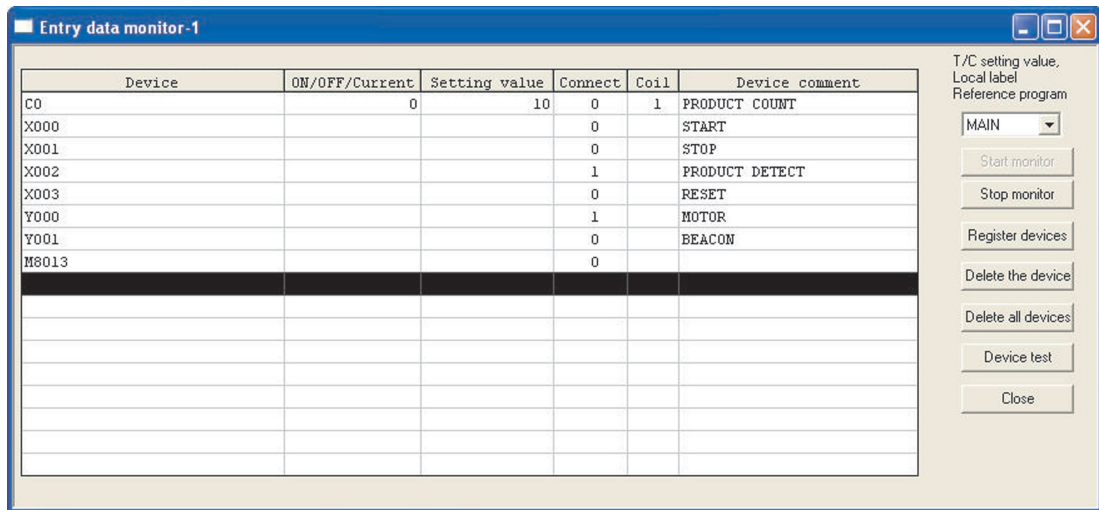 Entry data monitor-1
T/C setting value,
Local label
Reference program
Device ON/OFF/Current Setting value Connect Coil Device comment
C0 0 10 0 1 PRODUCT COUNT
X000 0 START
X001 0 STOP
X002 1 PRODUCT DETECT
X003 0 RESET
Y000 1 MOTOR
Y001 0 BEACON
M8013 0
MAIN
Start monitor
Stop monitor
Register devices
Delete the device
Delete all devices
Device test
Close